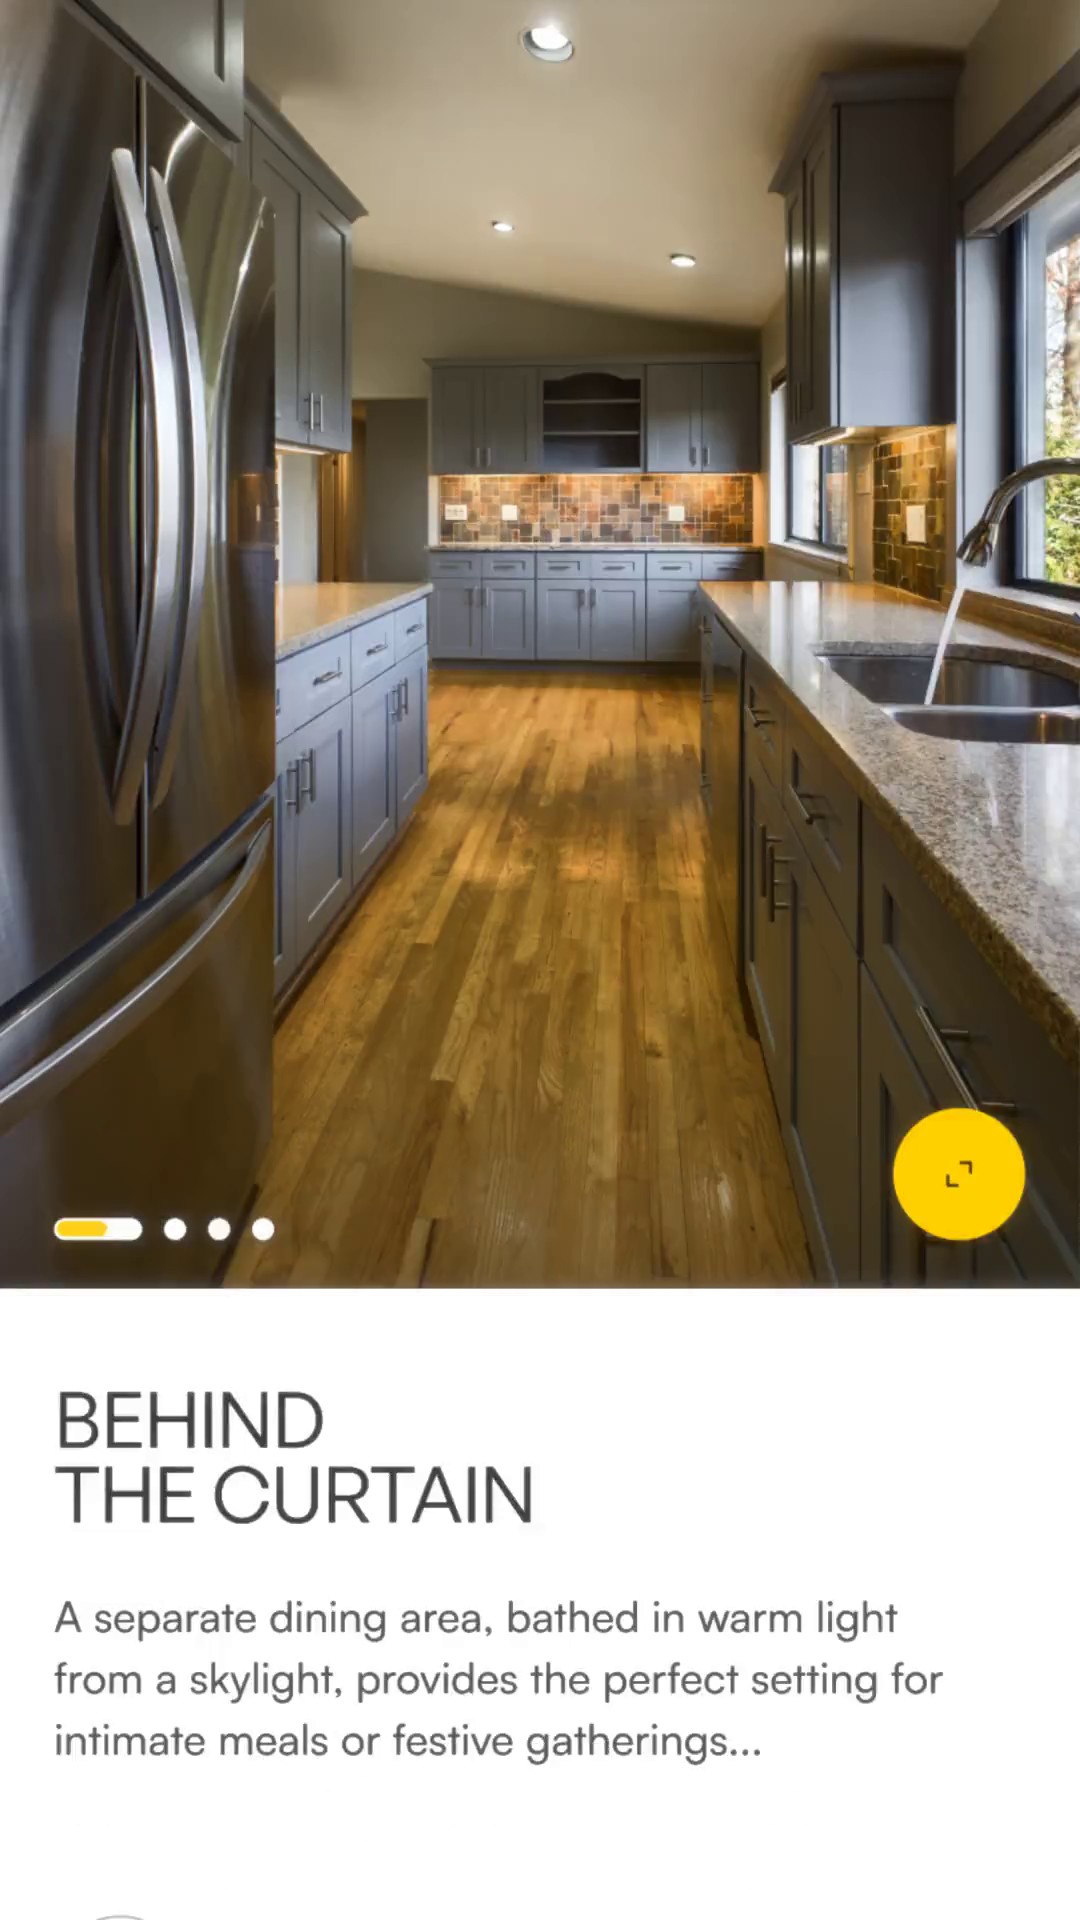 BEHIND
THE CURTAIN
A separate dining area, bathed in warm light
from a skylight, provides the perfect setting for
intimate meals or festive gatherings...